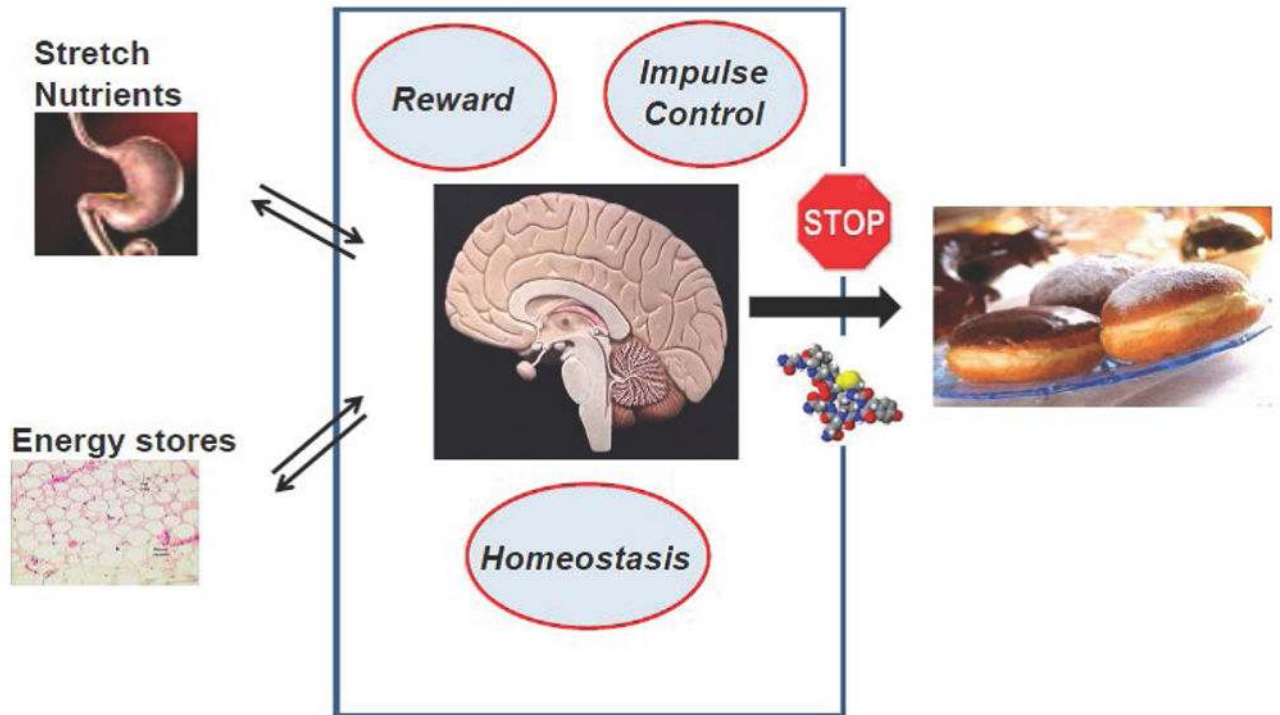 Stretch
Nutrients
Reward
Impulse
Control
STOP
Energy stores
Homeostasis